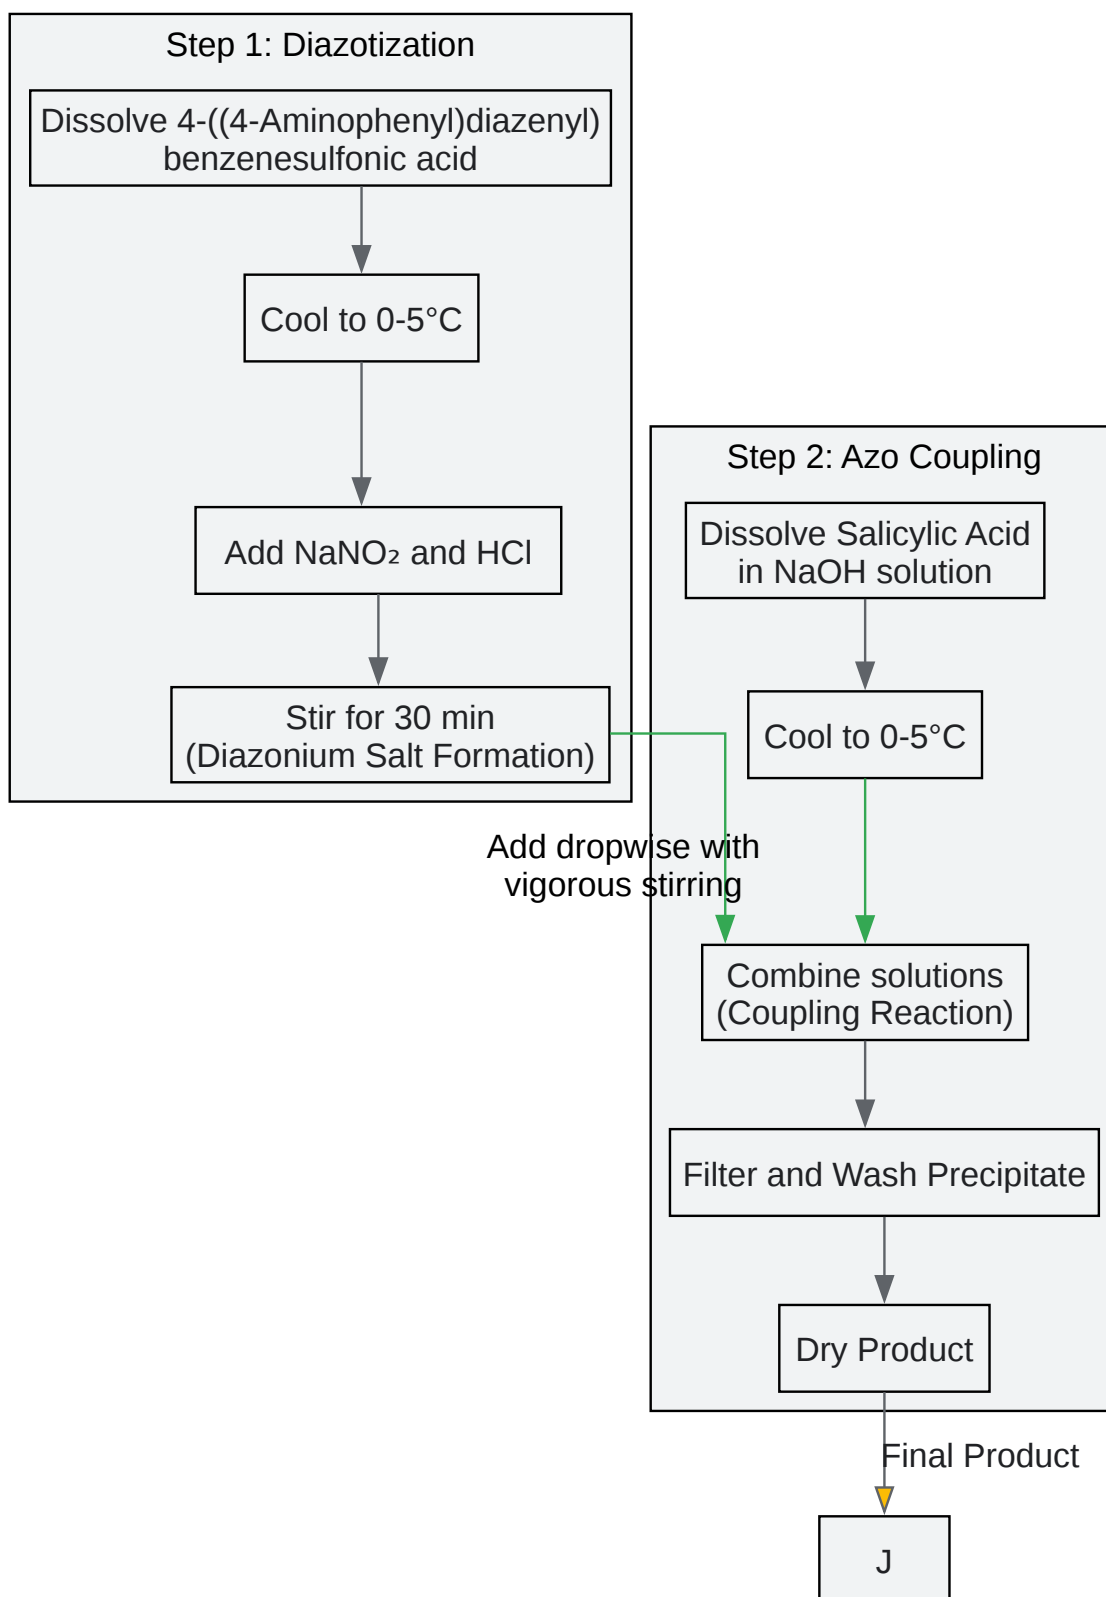 Step 1: Diazotization
Dissolve 4-((4-Aminophenyl)diazenyl)
benzenesulfonic acid
Cool to 0-5°C
Add NaNO₂ and HCl
Stir for 30 min
(Diazonium Salt Formation)
Step 2: Azo Coupling
Dissolve Salicylic Acid
in NaOH solution
Cool to 0-5°C
Add dropwise with
vigorous stirring
Combine solutions
(Coupling Reaction)
Filter and Wash Precipitate
Dry Product
Final Product
J